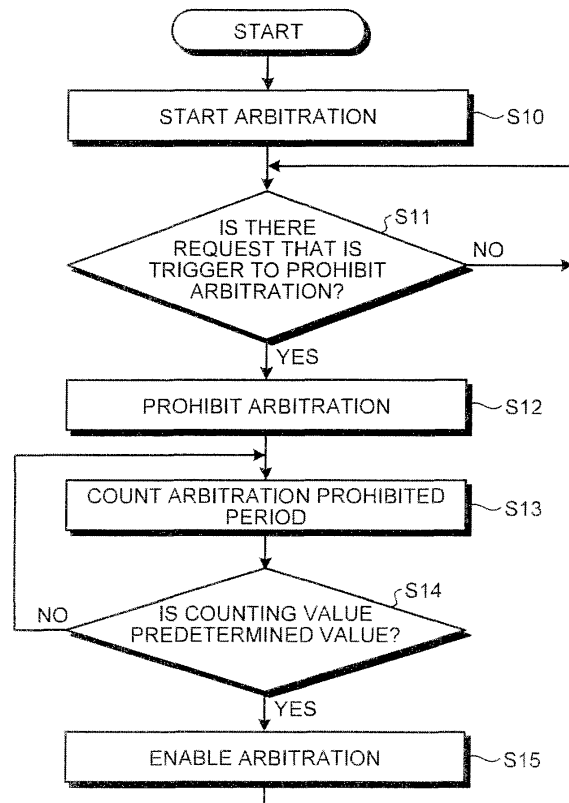 START
START ARBITRATION
S10
S11
IS THERE
REQUEST THAT IS
TRIGGER TO PROHIBIT
ARBITRATION?
NO
YES
PROHIBIT ARBITRATION
S12
COUNT ARBITRATION PROHIBITED
PERIOD
S13
S14
NO
IS COUNTING VALUE
PREDETERMINED VALUE?
YES
ENABLE ARBITRATION
S15